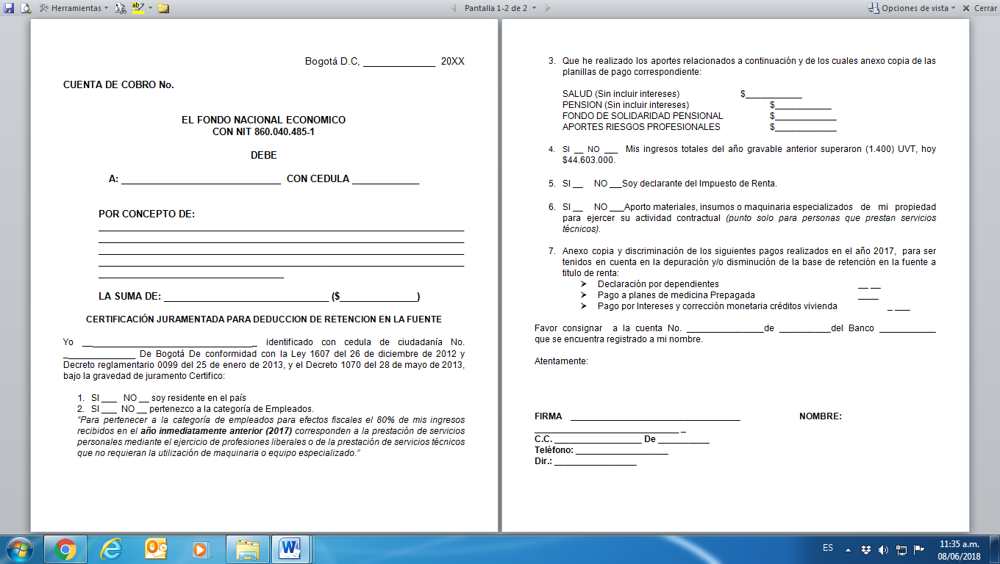 Herramientas
Pantalla 1-2 de 2
Opciones de vista
Cerrar
Bogotá D.C, _____________ 20XX
CUENTA DE COBRO No.
EL FONDO NACIONAL ECONOMICO
CON NIT 860.040.485-1
DEBE
A: ____________________________ CON CEDULA ____________
POR CONCEPTO DE:
LA SUMA DE: _____________________________ ($______________)
CERTIFICACIÓN JURAMENTADA PARA DEDUCCION DE RETENCION EN LA FUENTE
Yo _________________________________ identificado con cedula de ciudadanía No.
______________ De Bogotá De conformidad con la Ley 1607 del 26 de diciembre de 2012 y
Decreto reglamentario 0099 del 25 de enero de 2013, y el Decreto 1070 del 28 de mayo de 2013,
bajo la gravedad de juramento Certifico:
1. SI ___ NO __ soy residente en el país
2. SI ___ NO __ pertenezco a la categoría de Empleados.
“Para pertenecer a la categoría de empleados para efectos fiscales el 80% de mis ingresos
recibidos en el año inmediatamente anterior (2017) corresponden a la prestación de servicios
personales mediante el ejercicio de profesiones liberales o de la prestación de servicios técnicos
que no requieran la utilización de maquinaria o equipo especializado.”
3. Que he realizado los aportes relacionados a continuación y de los cuales anexo copia de las
planillas de pago correspondiente:
SALUD (Sin incluir intereses) $___________
PENSION (Sin incluir intereses) $___________
FONDO DE SOLIDARIDAD PENSIONAL $____________
APORTES RIESGOS PROFESIONALES $____________
4. SI __ NO ___ Mis ingresos totales del año gravable anterior superaron (1.400) UVT, hoy
$44.603.000.
5. SI __ NO ___Soy declarante del Impuesto de Renta.
6. SI __ NO ___Aporto materiales, insumos o maquinaria especializados de mi propiedad
para ejercer su actividad contractual (punto solo para personas que prestan servicios
técnicos).
7. Anexo copia y discriminación de los siguientes pagos realizados en el año 2017, para ser
tenidos en cuenta en la depuración y/o disminución de la base de retención en la fuente a
titulo de renta:
Declaración por dependientes __ __
Pago a planes de medicina Prepagada ____
Pago por Intereses y corrección monetaria créditos vivienda _ ___
Favor consignar a la cuenta No. _______________de __________del Banco ___________
que se encuentra registrado a mi nombre.
Atentamente:
FIRMA _________________________________ NOMBRE:
____________________________ _
C.C. _________________ De __________
Teléfono: __________________
Dir.: ________________
ES
11:35 a.m.
08/06/2018